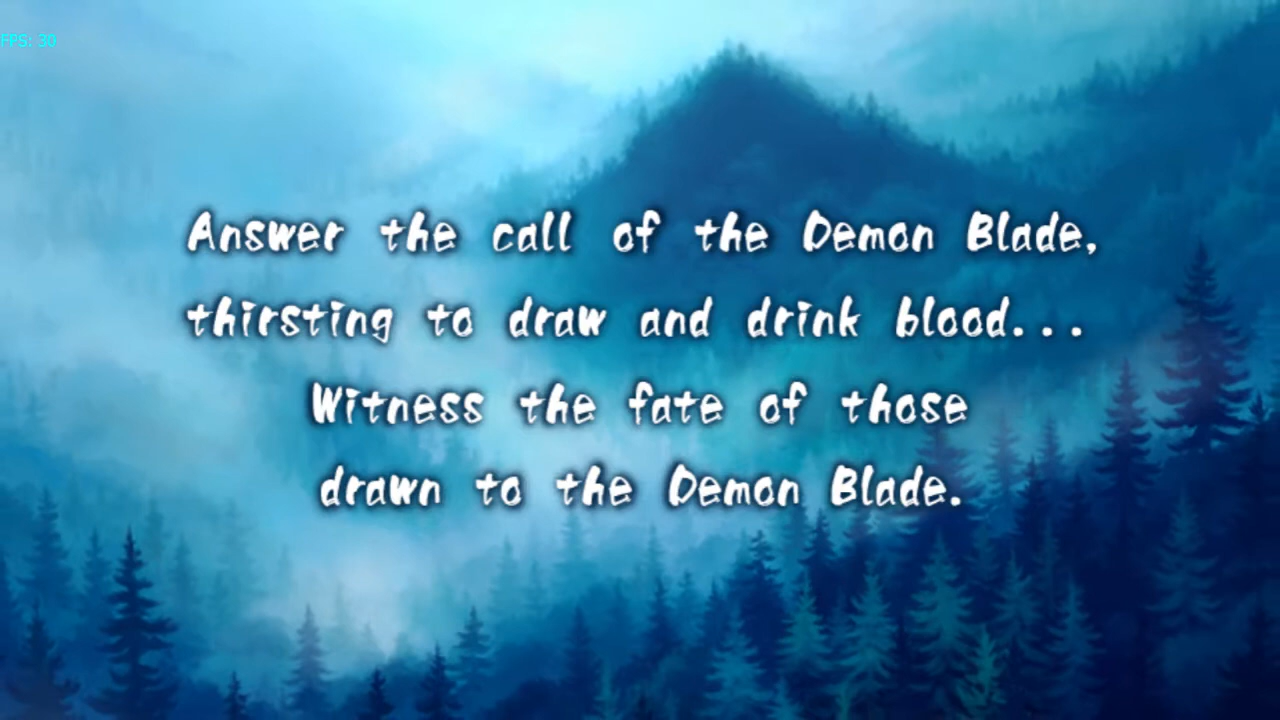 FPS: 30
Answer the call of the Demon Blade,
thirsting to draw and drink blood...
Witness the fate of those
drawn to the Demon Blade.